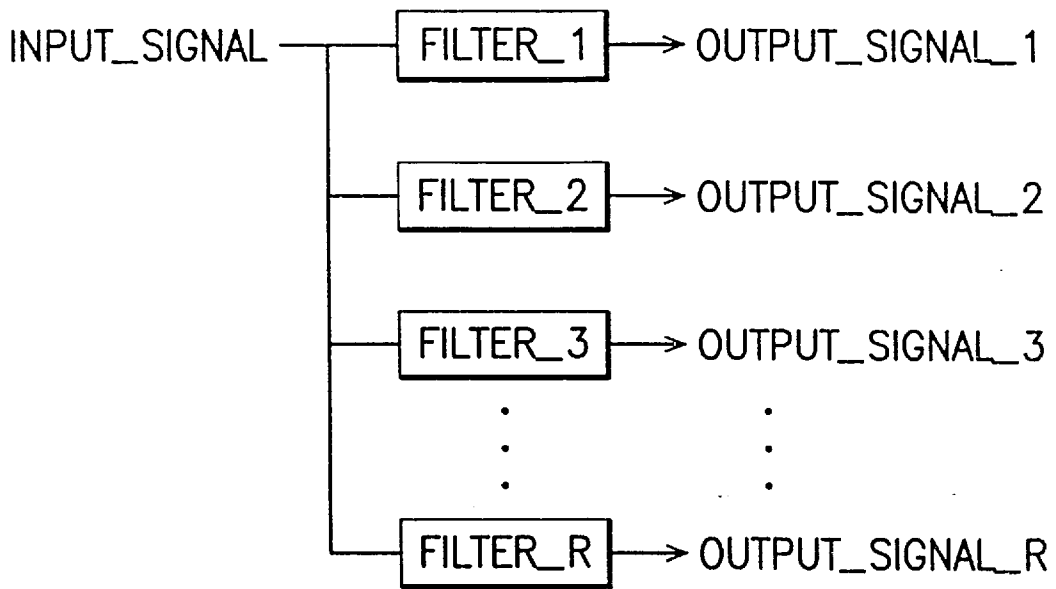 INPUT_SIGNAL FILTER_1 OUTPUT_SIGNAL_1
FILTER_2 OUTPUT_SIGNAL_2
FILTER_3 OUTPUT_SIGNAL_3
FILTER_R OUTPUT_SIGNAL_R